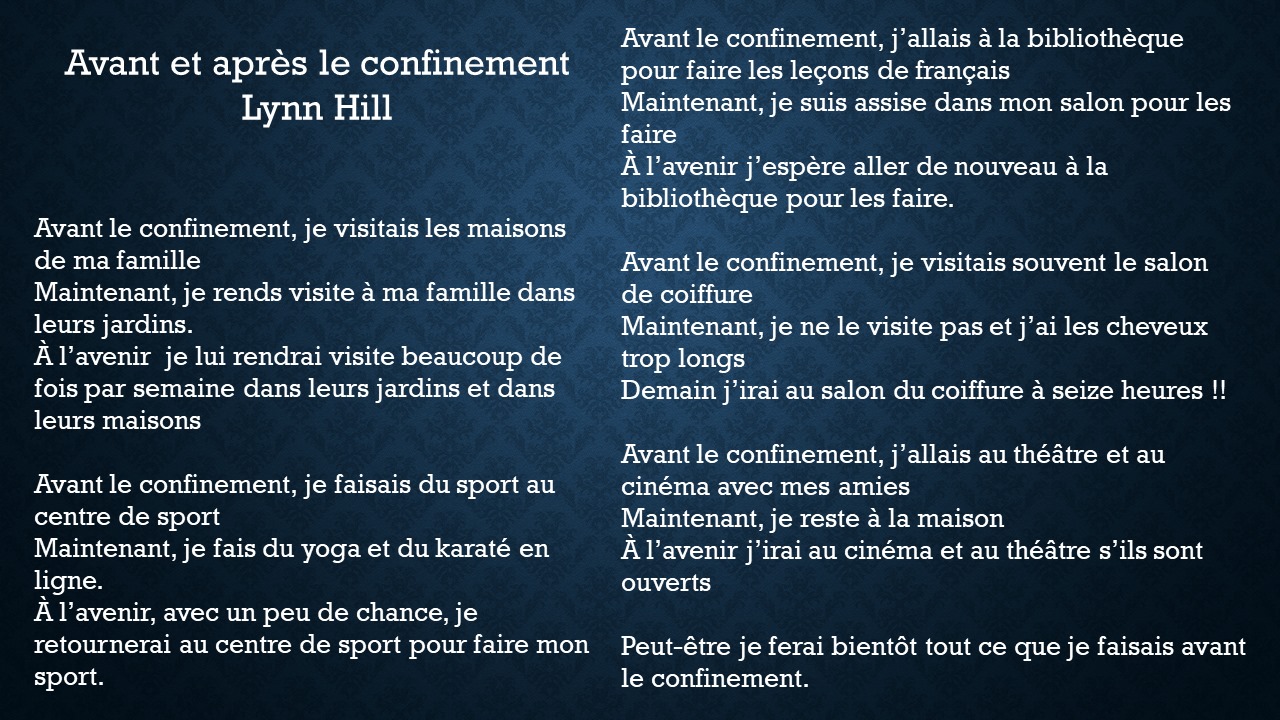 Avant et après le confinement
Lynn Hill
Avant le confinement, je visitais les maisons
de ma famille
Maintenant, je rends visite à ma famille dans
leurs jardins.
À l’avenir  je lui rendrai visite beaucoup de
fois par semaine dans leurs jardins et dans
leurs maisons
Avant le confinement, je faisais du sport au
centre de sport
Maintenant, je fais du yoga et du karaté en
ligne.
À l’avenir, avec un peu de chance, je
retournerai au centre de sport pour faire mon
sport.
Avant le confinement, j’allais à la bibliothèque
pour faire les leçons de français
Maintenant, je suis assise dans mon salon pour les
faire
À l’avenir j’espère aller de nouveau à la
bibliothèque pour les faire.
Avant le confinement, je visitais souvent le salon
de coiffure
Maintenant, je ne le visite pas et j’ai les cheveux
trop longs
Demain j’irai au salon du coiffure à seize heures !!
Avant le confinement, j’allais au théâtre et au
cinéma avec mes amies
Maintenant, je reste à la maison
À l’avenir j’irai au cinéma et au théâtre s’ils sont
ouverts
Peut-être je ferai bientôt tout ce que je faisais avant
le confinement.